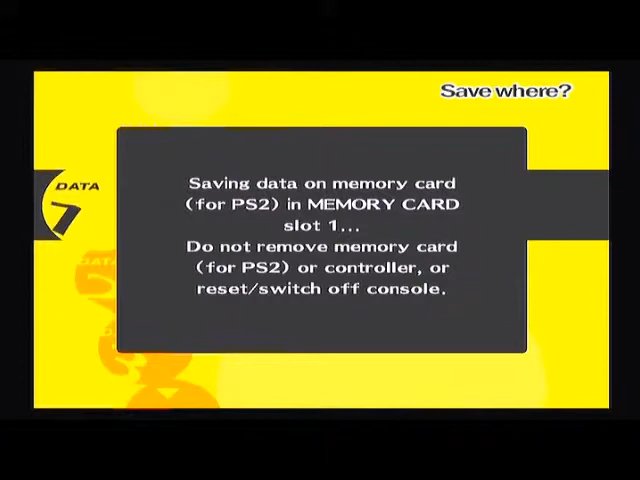 Save where?
DATA
7
Saving data on memory card
(for PS2) in MEMORY CARD
slot 1...
Do not remove memory card
(for PS2) or controller, or
reset/switch off console.
DATA